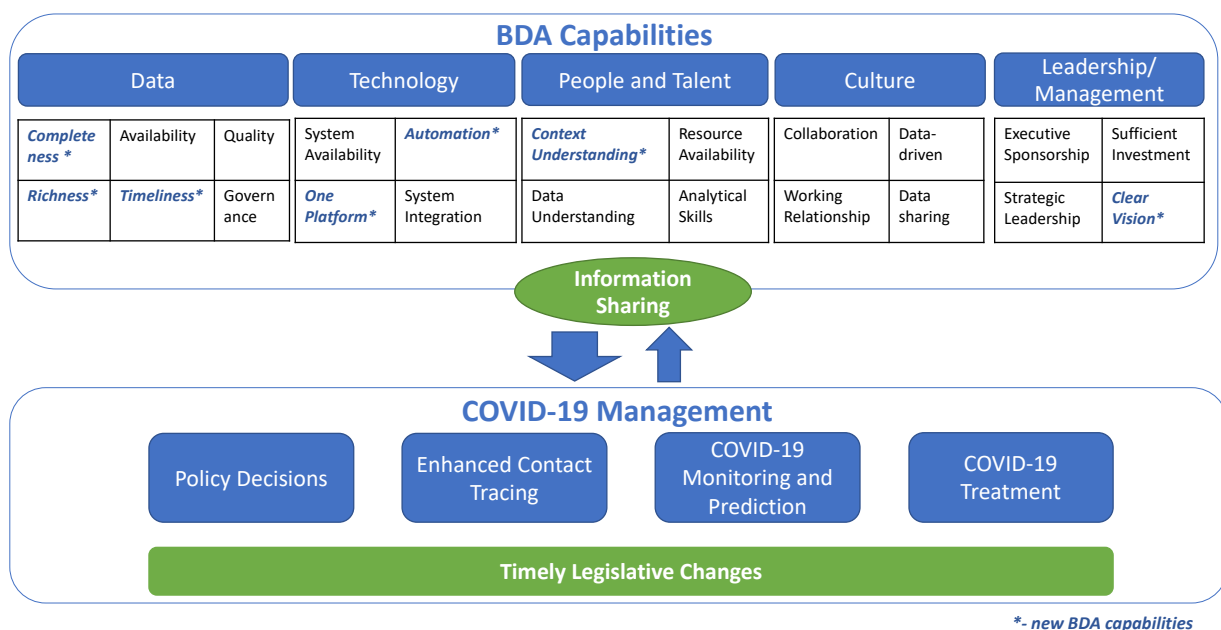 BDA Capabilities
Data
Technology
People and Talent
Culture
Leadership/
Management
Complete
ness *
Availability
Quality
Richness*
Timeliness*
Govern
ance
System
Availability
Automation*
One
Platform*
System
Integration
Context
Understanding*
Resource
Availability
Data
Understanding
Analytical
Skills
Collaboration
Data-
driven
Working
Relationship
Data
sharing
Executive
Sponsorship
Sufficient
Investment
Strategic
Leadership
Clear
Vision*
Information
Sharing
COVID-19 Management
Policy Decisions
Enhanced Contact
Tracing
COVID-19
Monitoring and
Prediction
COVID-19
Treatment
Timely Legislative Changes
*- new BDA capabilities